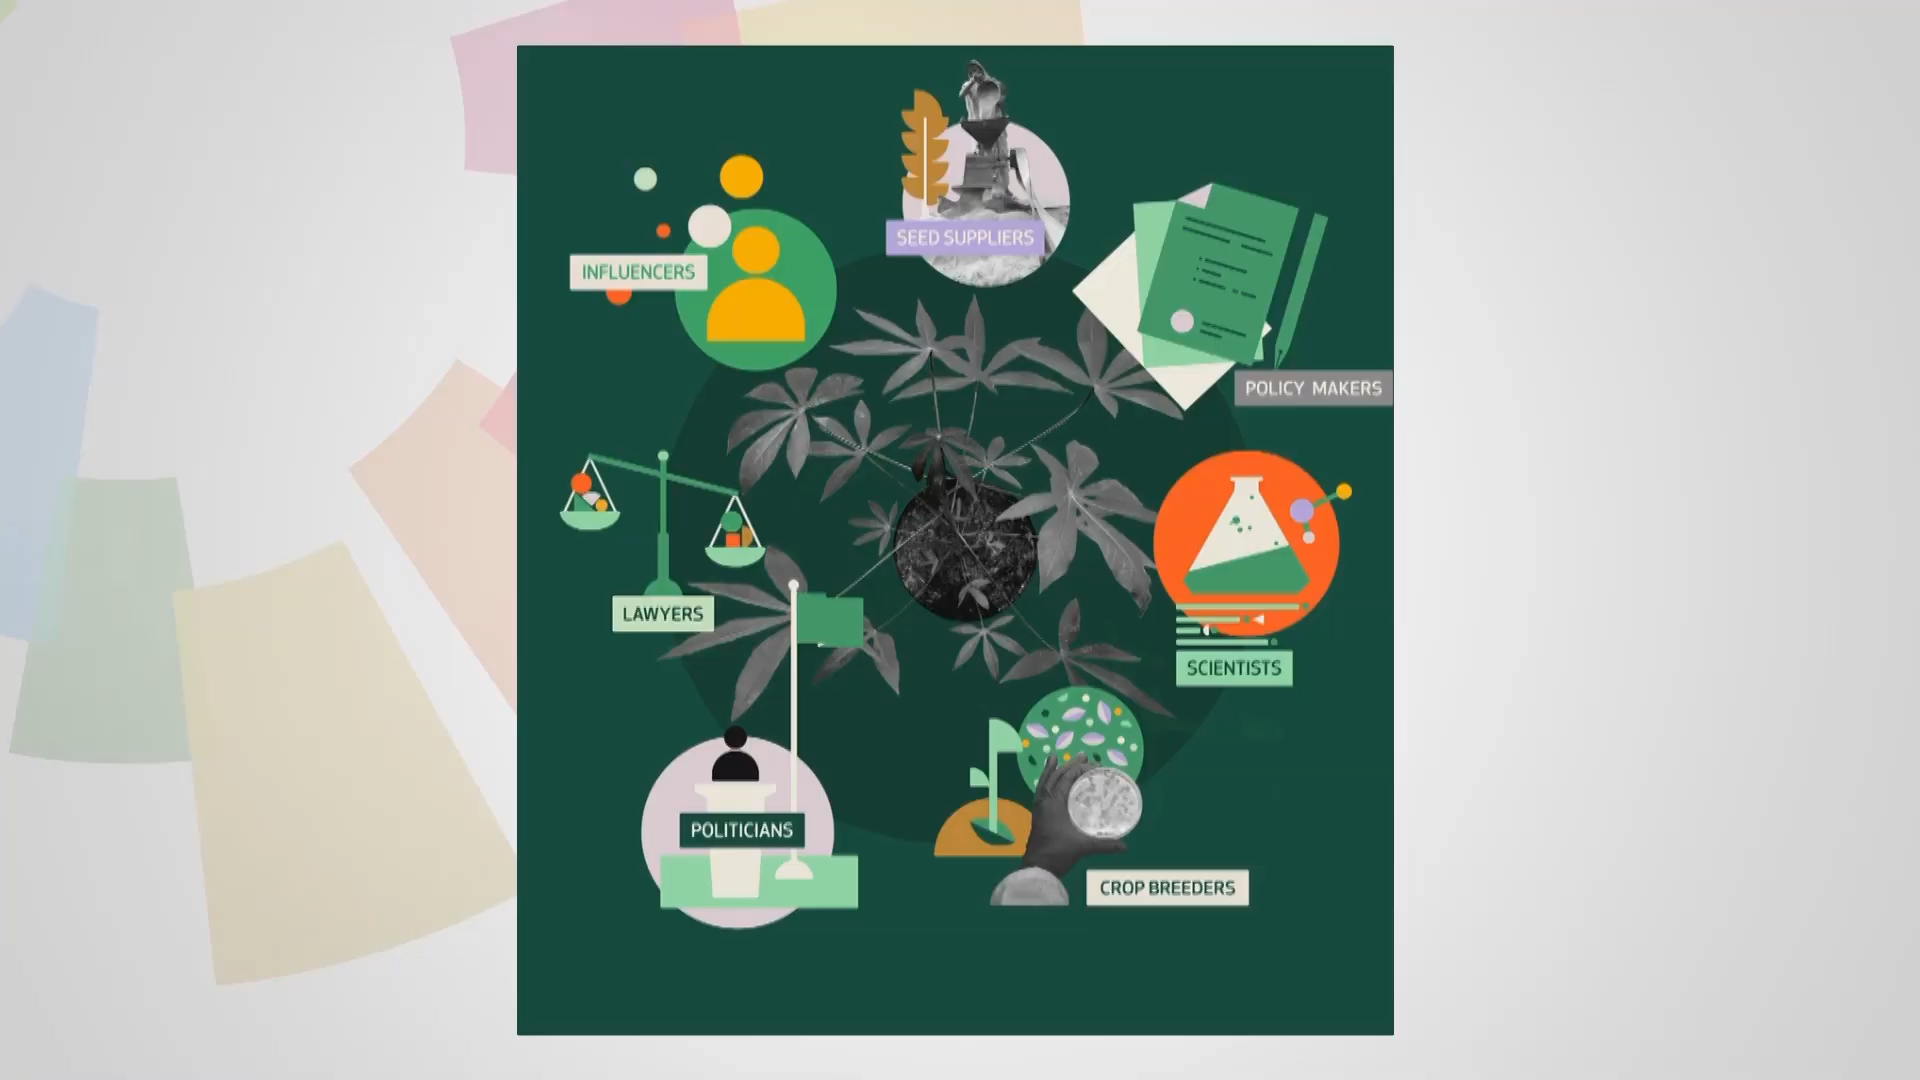 SEED SUPPLIERS
INFLUENCERS
POLICY MAKERS
LAWYERS
SCIENTISTS
POLITICIANS
CROP BREEDERS